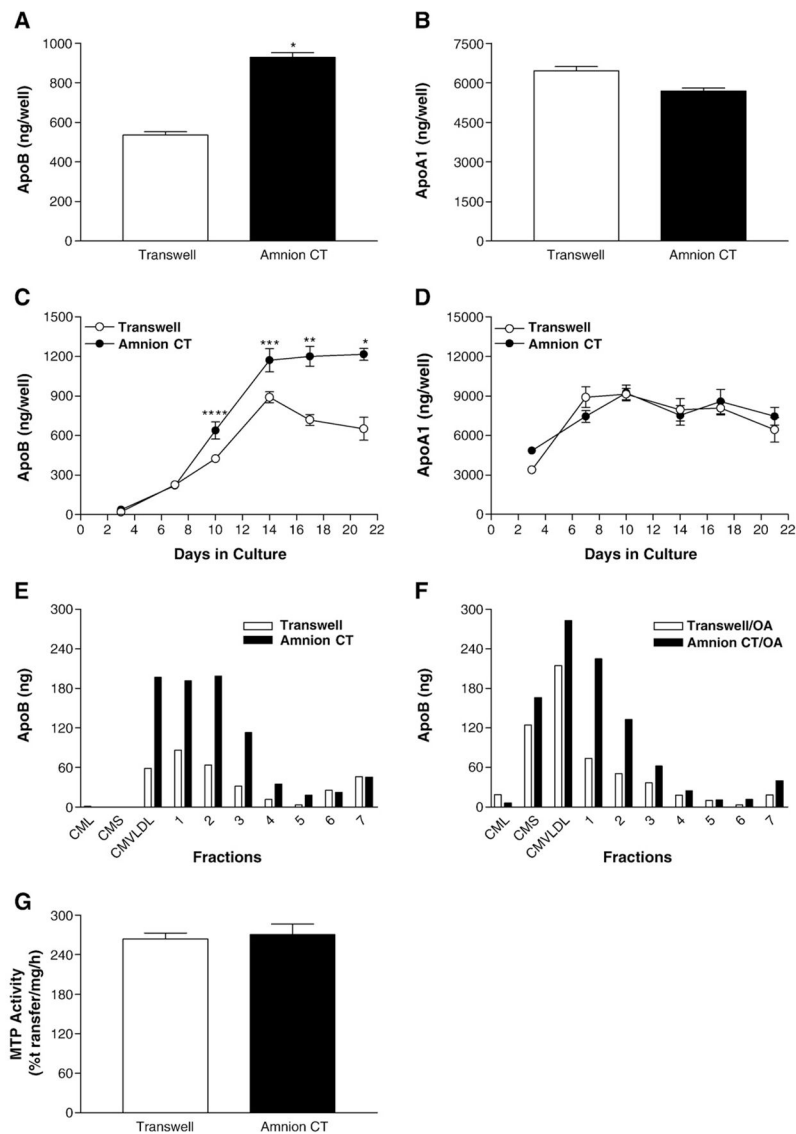 A
ApoB (ng/well)
1000
800
600
400
200
0
*
Transwell
Amnion CT
B
ApoA1 (ng/well)
7500
6000
4500
3000
1500
0
Transwell
Amnion CT
C
ApoB (ng/well)
1500
1200
900
600
300
0
Transwell
Amnion CT
****
***
**
*
0 2 4 6 8 10 12 14 16 18 20 22
Days in Culture
D
ApoA1 (ng/well)
15000
12000
9000
6000
3000
0
Transwell
Amnion CT
0 2 4 6 8 10 12 14 16 18 20 22
Days in Culture
E
ApoB (ng)
300
240
180
120
60
0
Transwell
Amnion CT
CML CMS CMVLDL 1 2 3 4 5 6 7
Fractions
F
ApoB (ng)
300
240
180
120
60
0
Transwell/OA
Amnion CT/OA
CML CMS CMVLDL 1 2 3 4 5 6 7
Fractions
G
MTP Activity
(%t ransfer/mg/h)
300
240
180
120
60
0
Transwell
Amnion CT